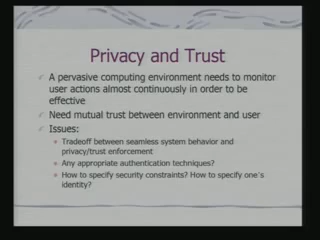 Privacy and Trust
A pervasive computing environment needs to monitor
user actions almost continuously in order to be
effective
Need mutual trust between environment and user
Issues:
Tradeoff between seamless system behavior and
privacy/trust enforcement
Any appropriate authentication techniques?
How to specify security constraints? How to specify one's
identity?